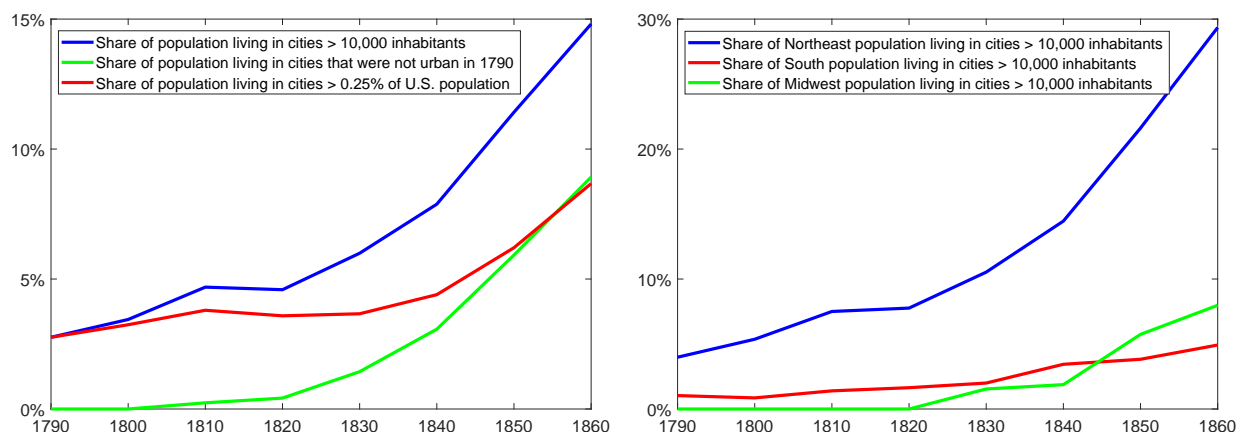 15%
10%
5%
0%
Share of population living in cities > 10,000 inhabitants
Share of population living in cities that were not urban in 1790
Share of population living in cities > 0.25% of U.S. population
1790 1800 1810 1820 1830 1840 1850 1860
30%
20%
10%
0%
Share of Northeast population living in cities > 10,000 inhabitants
Share of South population living in cities > 10,000 inhabitants
Share of Midwest population living in cities > 10,000 inhabitants
1790 1800 1810 1820 1830 1840 1850 1860